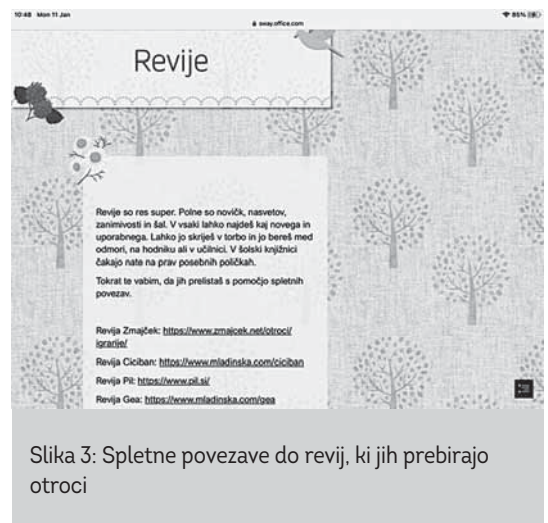 10:48 Mon 11 Jan
sway.office.com
85%
Revije
Revije so res super. Polne so novičk, nasvetov,
zanimivosti in šal. V vsaki lahko najdeš kaj novega in
uporabnega. Lahko jo skriješ v torbo in jo bereš med
odmori, na hodniku ali v učilnici. V šolski knjižnici
čakajo nate na prav posebnih poličkah.
Tokrat te vabim, da jih prelistaš s pomočjo spletnih
povezav.
Revija Zmajček: https://www.zmajcek.net/otroci/
igrarije/
Revija Ciciban: https://www.mladinska.com/ciciban
Revija Pil: https://www.pil.si/
Revija Gea: https://www.mladinska.com/gea
Slika 3: Spletne povezave do revij, ki jih prebirajo
otroci